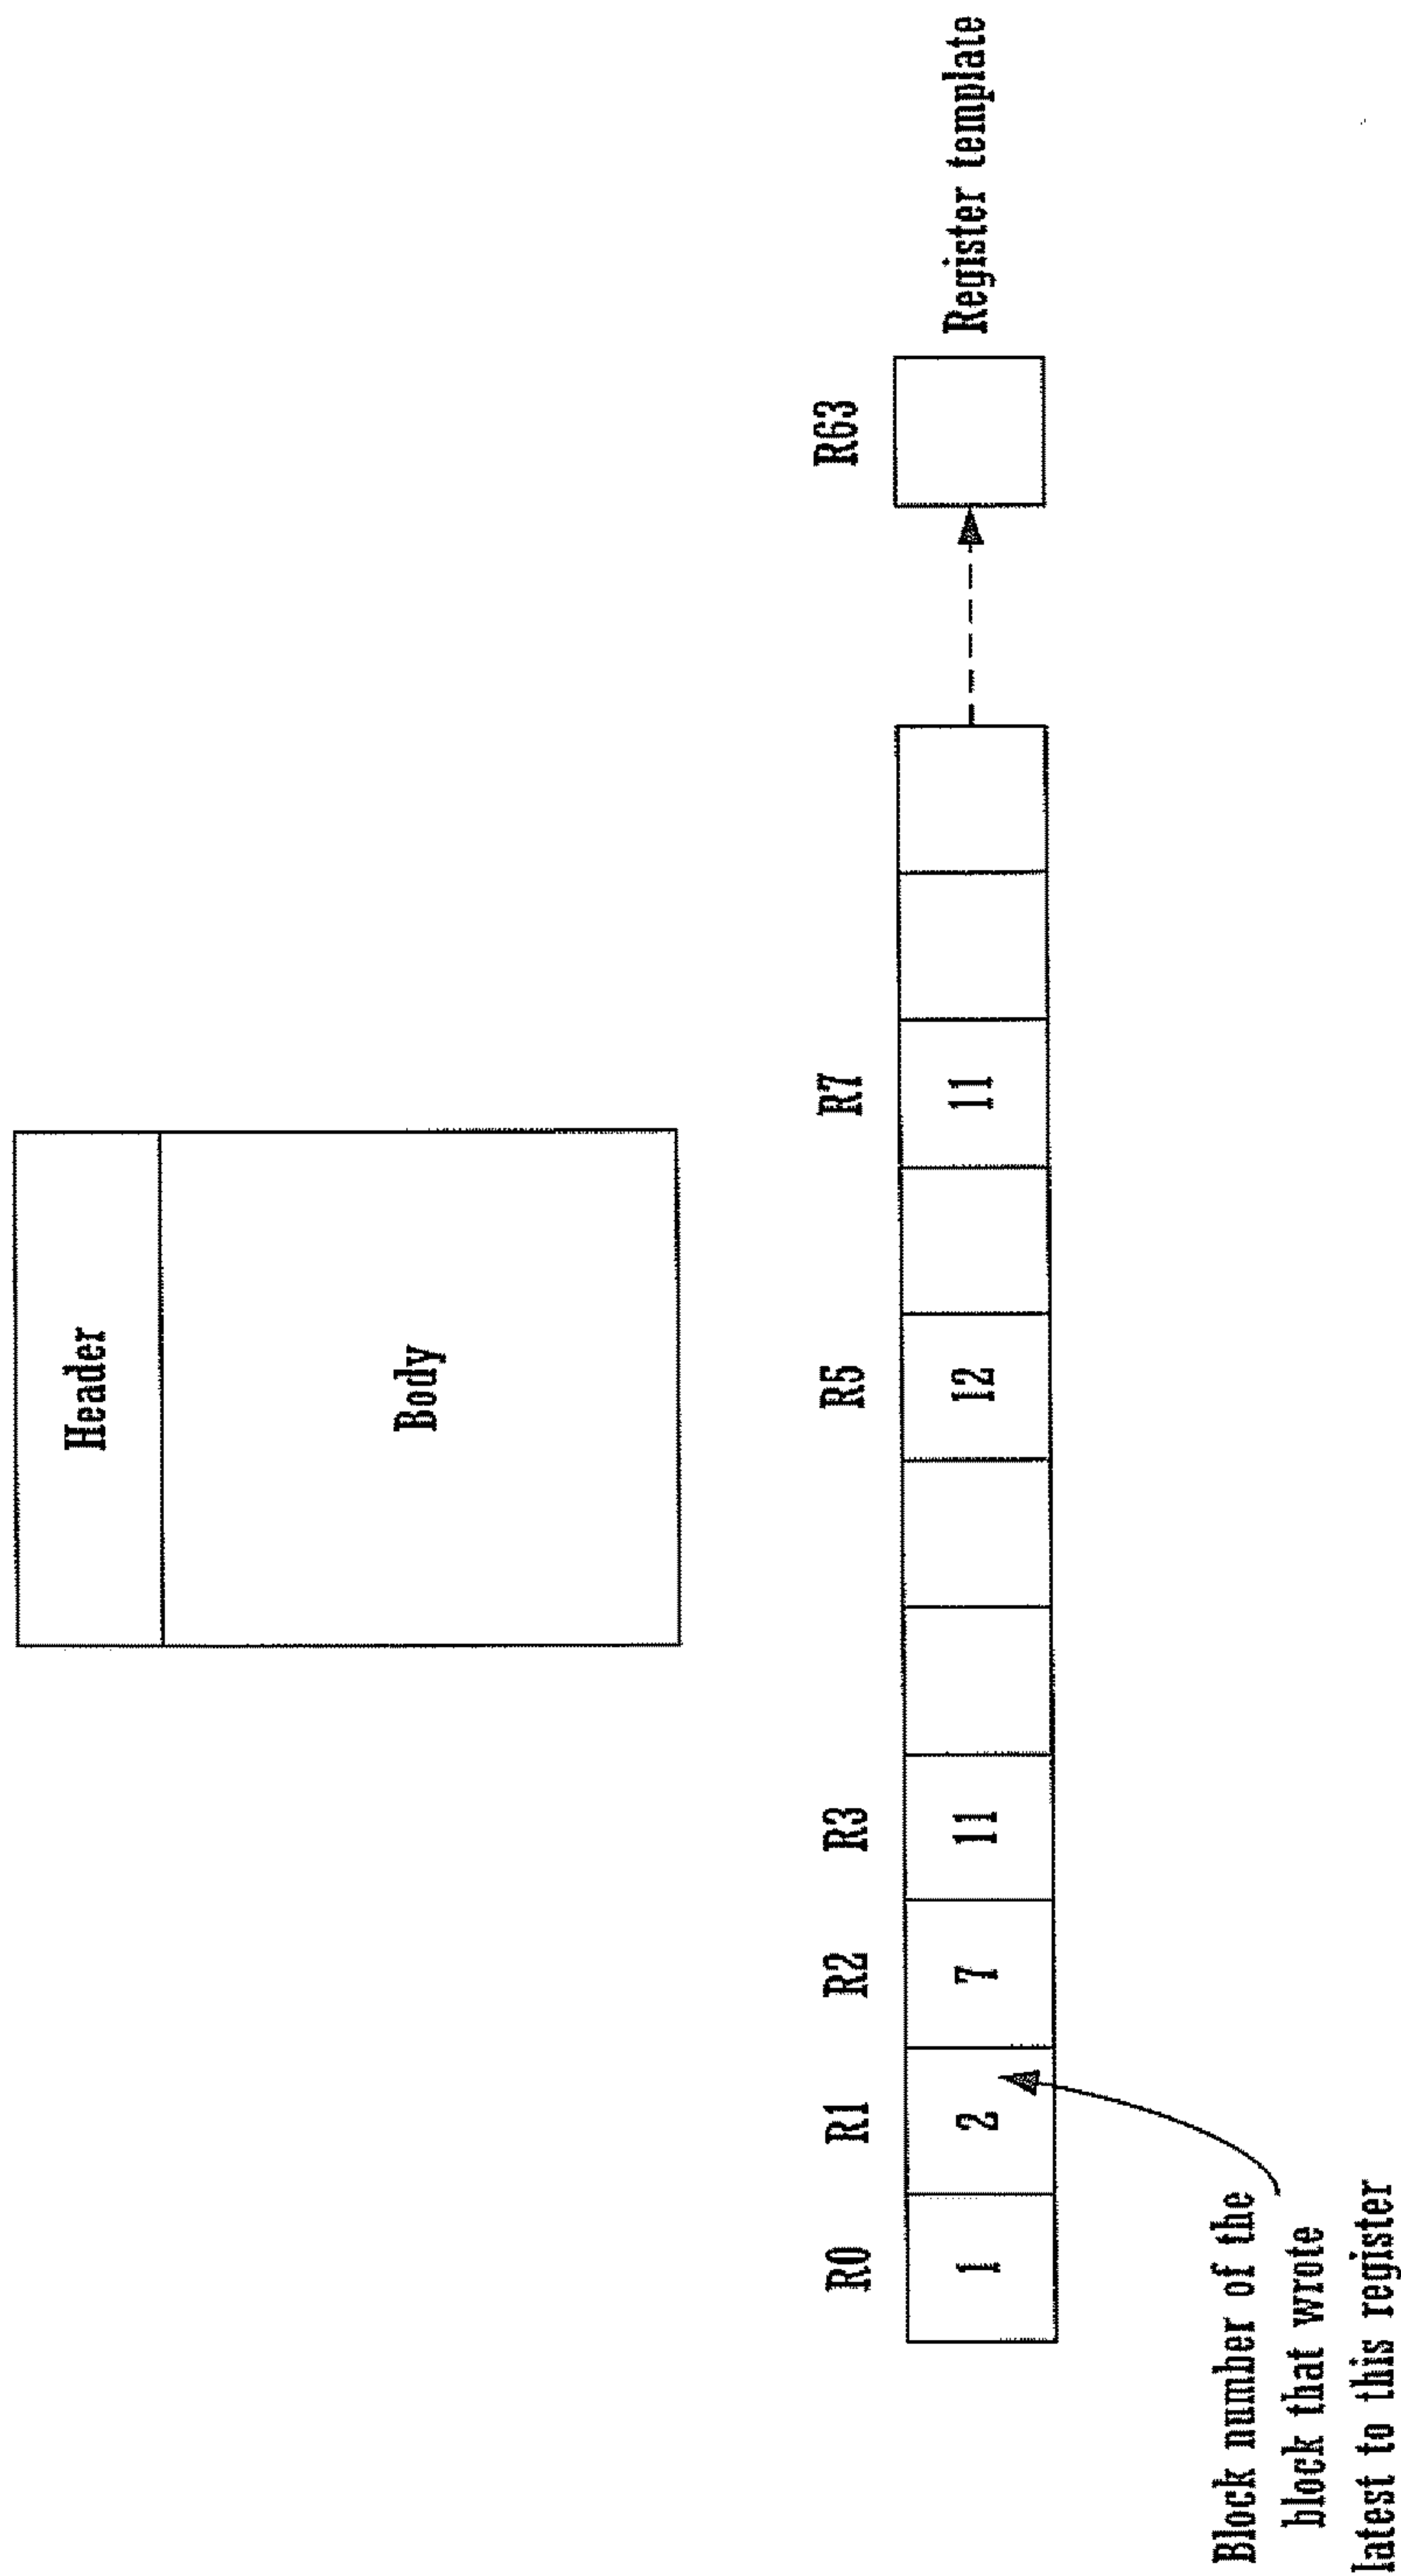 Header
Body
R0 R1 R2 R3 R5 R7 R63
1 2 7 11 12 11 Register template
Block number of the
block that wrote
latest to this register